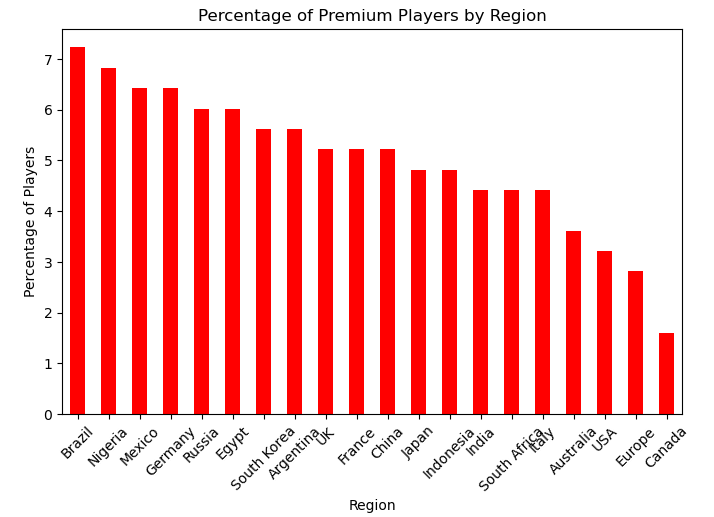 Percentage of Premium Players by Region
Percentage of Players
7
6
5
4
3
2
1
0
Brazil
Nigeria
Mexico
Germany
Russia
Egypt
South Korea
Argentina
UK
France
China
Japan
Indonesia
India
South Africa
Italy
Australia
USA
Europe
Canada
Region